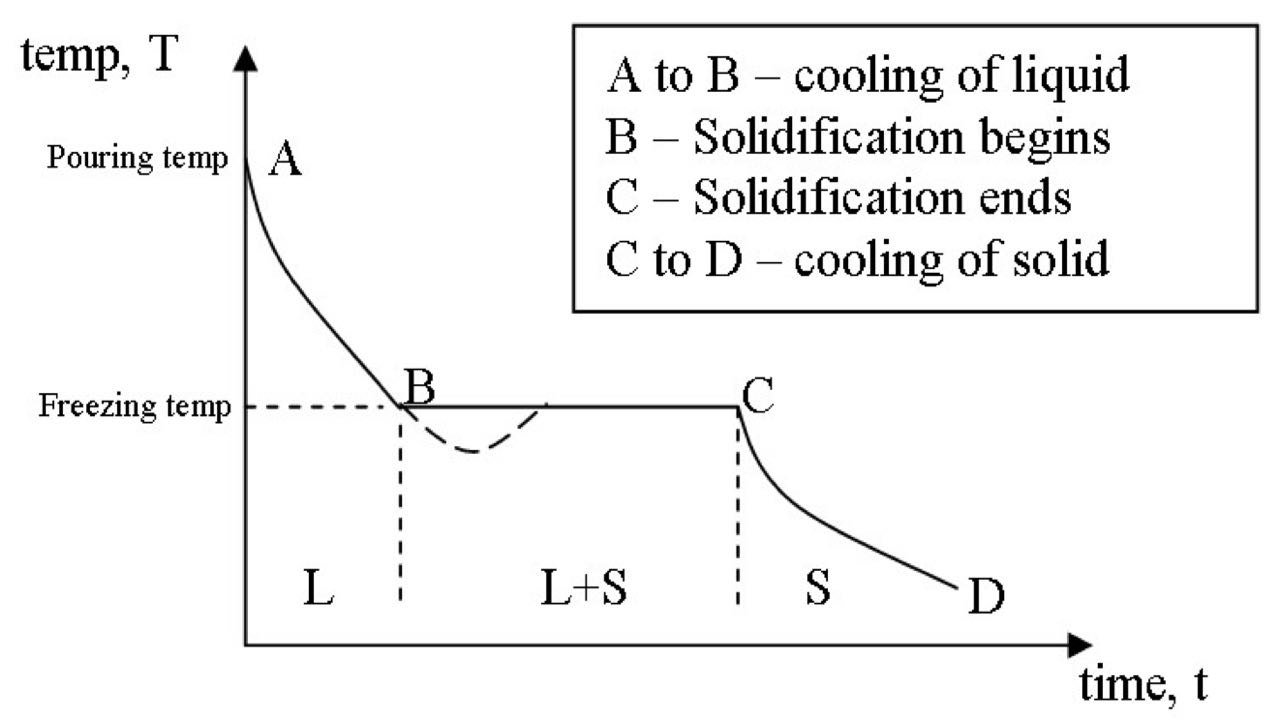 temp, T
Pouring temp
A
A to B – cooling of liquid
B – Solidification begins
C – Solidification ends
C to D – cooling of solid
Freezing temp
B
C
L
L+S
S
D
time, t